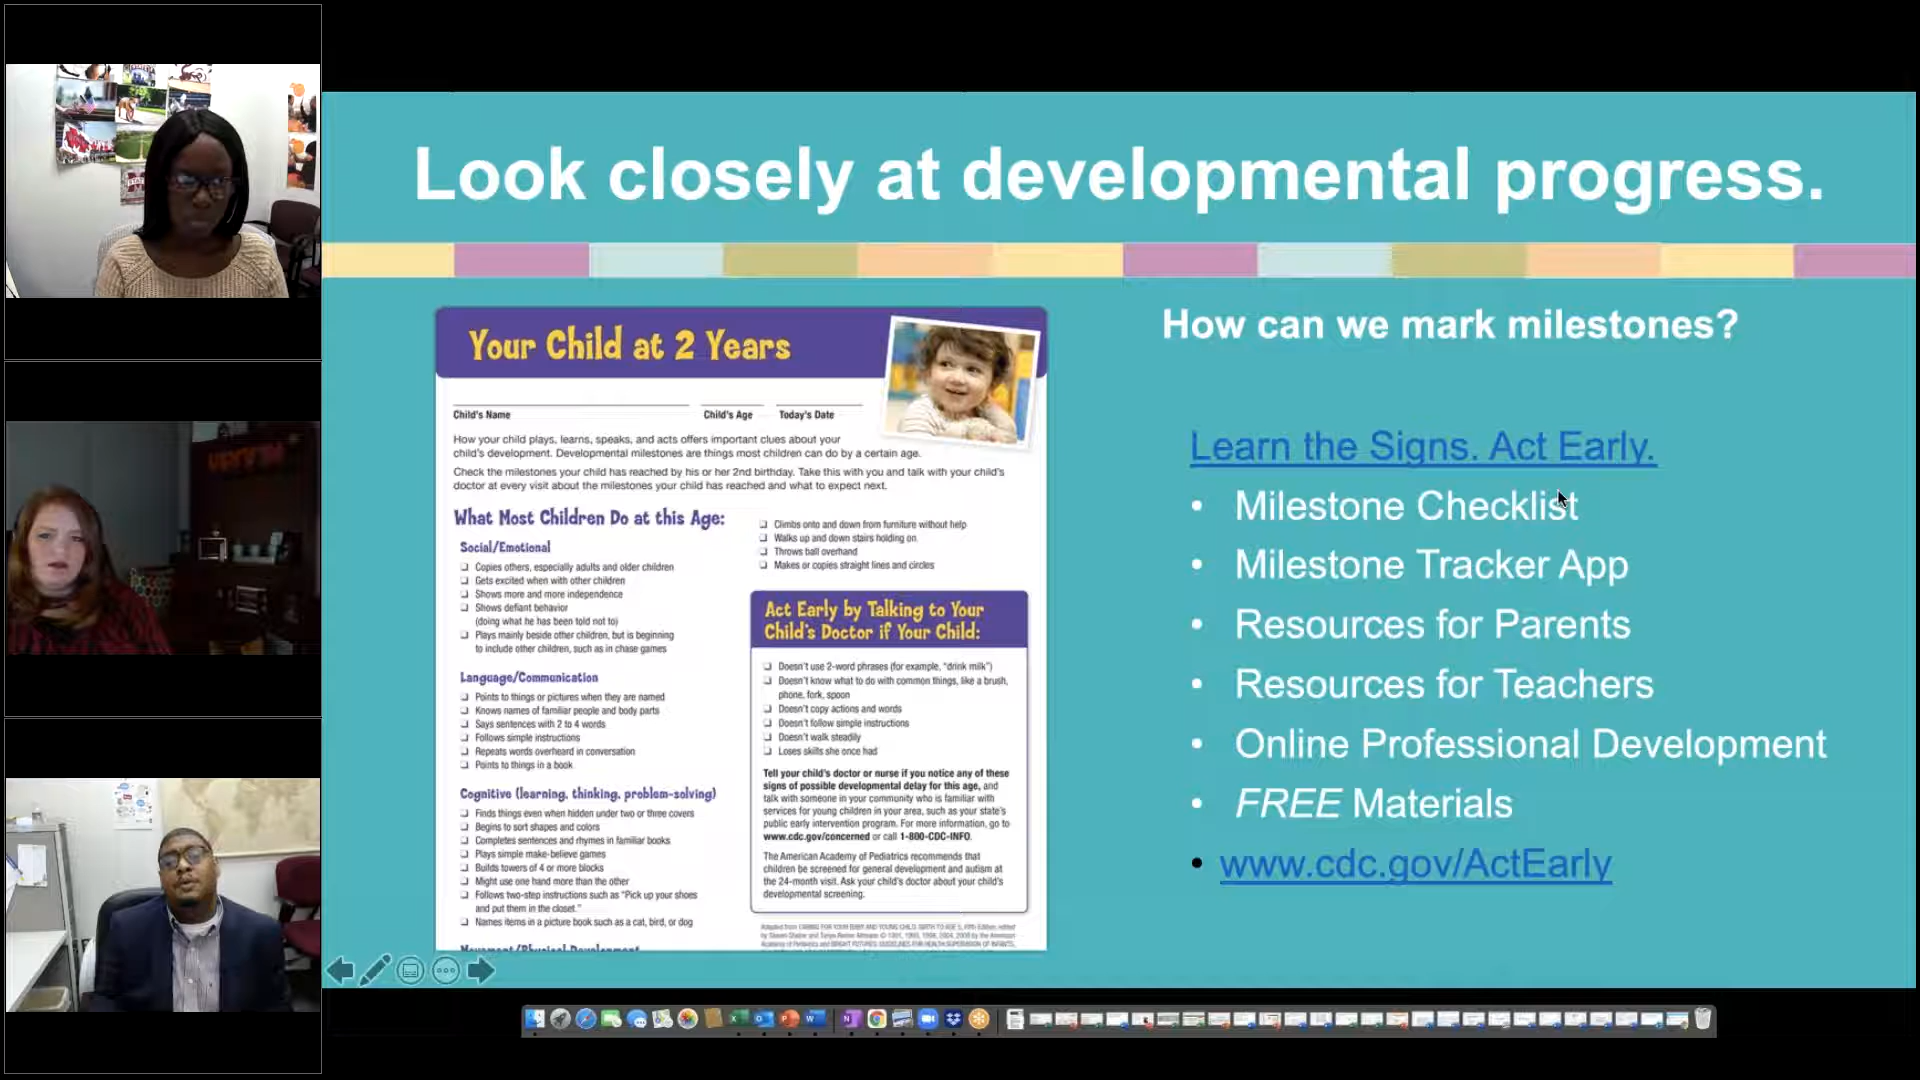 Look closely at developmental progress.
Your Child at 2 Years
Child's Name Child's Age Today's Date
How your child plays, learns, speaks, and acts offers important clues about your
child's development. Developmental milestones are things most children can do by a certain age.
Check the milestones your child has reached by his or her 2nd birthday. Take this with you and talk with your child's
doctor at every visit about the milestones your child has reached and what to expect next.
What Most Children Do at this Age:
Social/Emotional
Copies others, especially adults and older children
Gets excited when with other children
Shows more and more independence
Shows defiant behavior
(doing what he has been told not to)
Plays mainly beside other children, but is beginning
to include other children, such as in chase games
Language/Communication
Points to things or pictures when they are named
Knows names of familiar people and body parts
Says sentences with 2 to 4 words
Follows simple instructions
Repeats words overheard in conversation
Points to things in a book
Cognitive (learning, thinking, problem-solving)
Finds things even when hidden under two or three covers
Begins to sort shapes and colors
Completes sentences and rhymes in familiar books
Plays simple make-believe games
Builds towers of 4 or more blocks
Might use one hand more than the other
Follows two-step instructions such as "Pick up your shoes
and put them in the closet."
Names items in a picture book such as a cat, bird, or dog
Movement/Physical Development
Climbs onto and down from furniture without help
Walks up and down stairs holding on
Throws ball overhand
Makes or copies straight lines and circles
Act Early by Talking to Your
Child's Doctor if Your Child:
Doesn't use 2-word phrases (for example, "drink milk")
Doesn't know what to do with common things, like a brush,
phone, fork, spoon
Doesn't copy actions and words
Doesn't follow simple instructions
Doesn't walk steadily
Loses skills she once had
Tell your child's doctor or nurse if you notice any of these
signs of possible developmental delay for this age, and
talk with someone in your community who is familiar with
services for young children in your area, such as your state's
public early intervention program. For more information, go to
www.cdc.gov/concerned or call 1-800-CDC-INFO.
The American Academy of Pediatrics recommends that
children be screened for general development and autism at
the 24-month visit. Ask your child's doctor about your child's
developmental screening.
How can we mark milestones?
Learn the Signs. Act Early.
• Milestone Checklist
• Milestone Tracker App
• Resources for Parents
• Resources for Teachers
• Online Professional Development
• FREE Materials
• www.cdc.gov/ActEarly